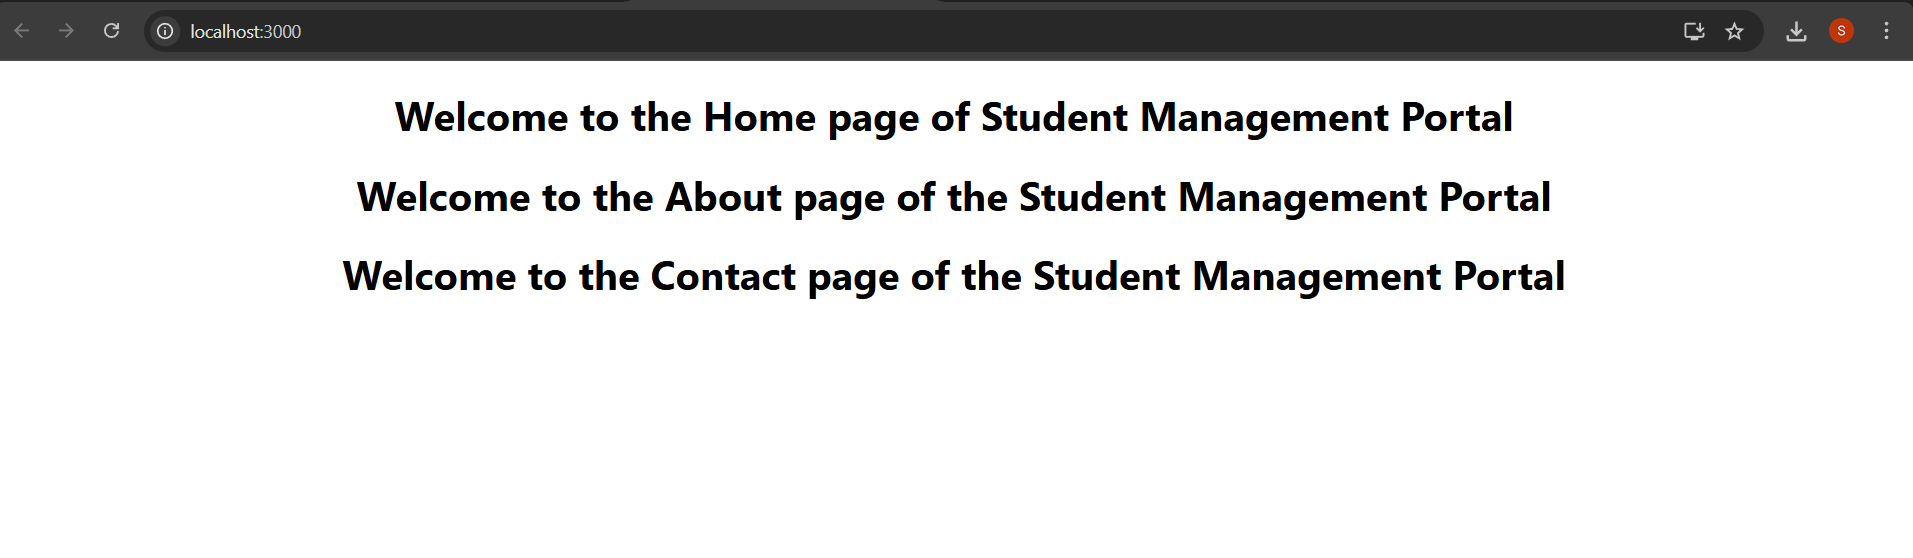 localhost:3000
S
Welcome to the Home page of Student Management Portal
Welcome to the About page of the Student Management Portal
Welcome to the Contact page of the Student Management Portal